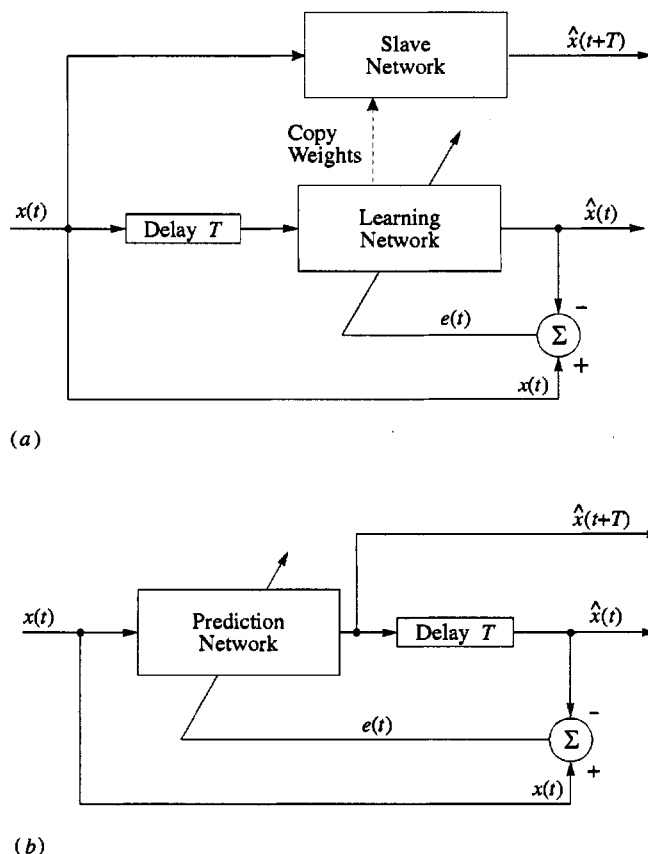 Slave
Network
x̂(t+T)
Copy
Weights
x(t)
Delay T
Learning
Network
x̂(t)
−
e(t)
Σ
+
x(t)
(a)
x̂(t+T)
x(t)
Prediction
Network
Delay T
x̂(t)
−
e(t)
Σ
+
x(t)
(b)